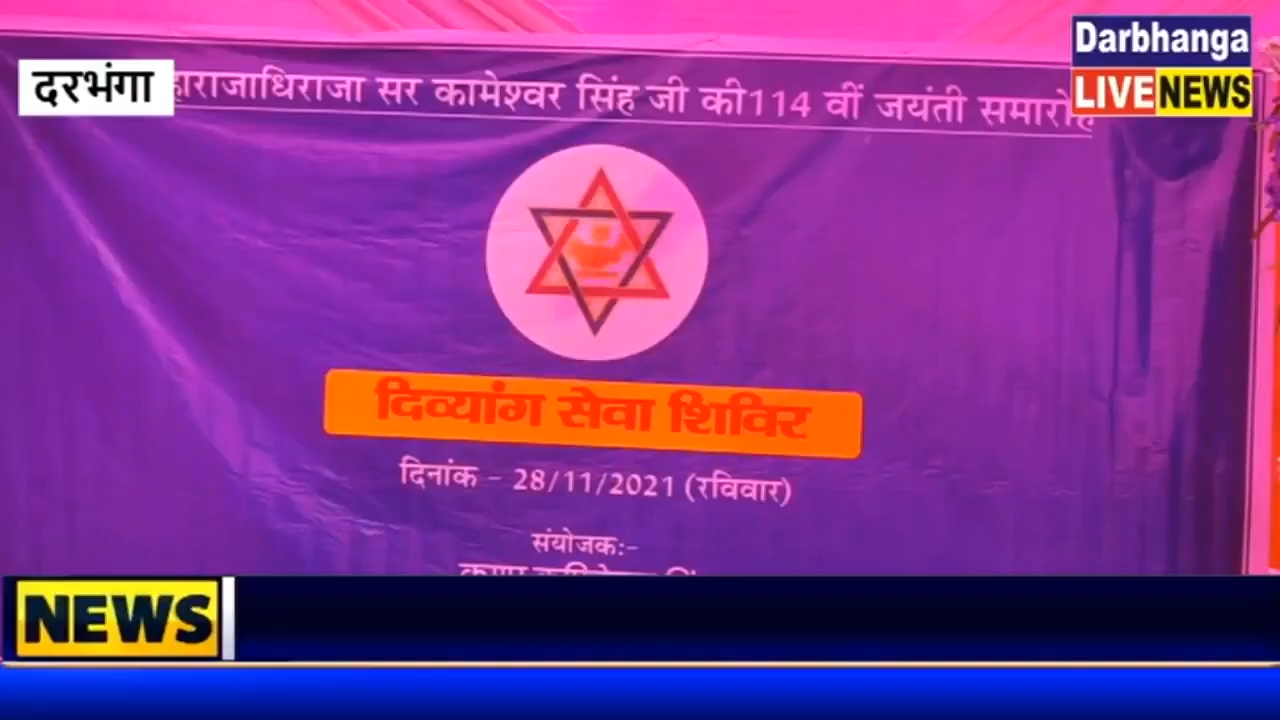 Darbhanga
LIVE NEWS
दरभंगा
सर कामेश्वर सिंह जी की 114 वीं जयंती समारोह
दिव्यांग सेवा शिविर
दिनांक - 28/11/2021 (रविवार)
संयोजक:-
NEWS